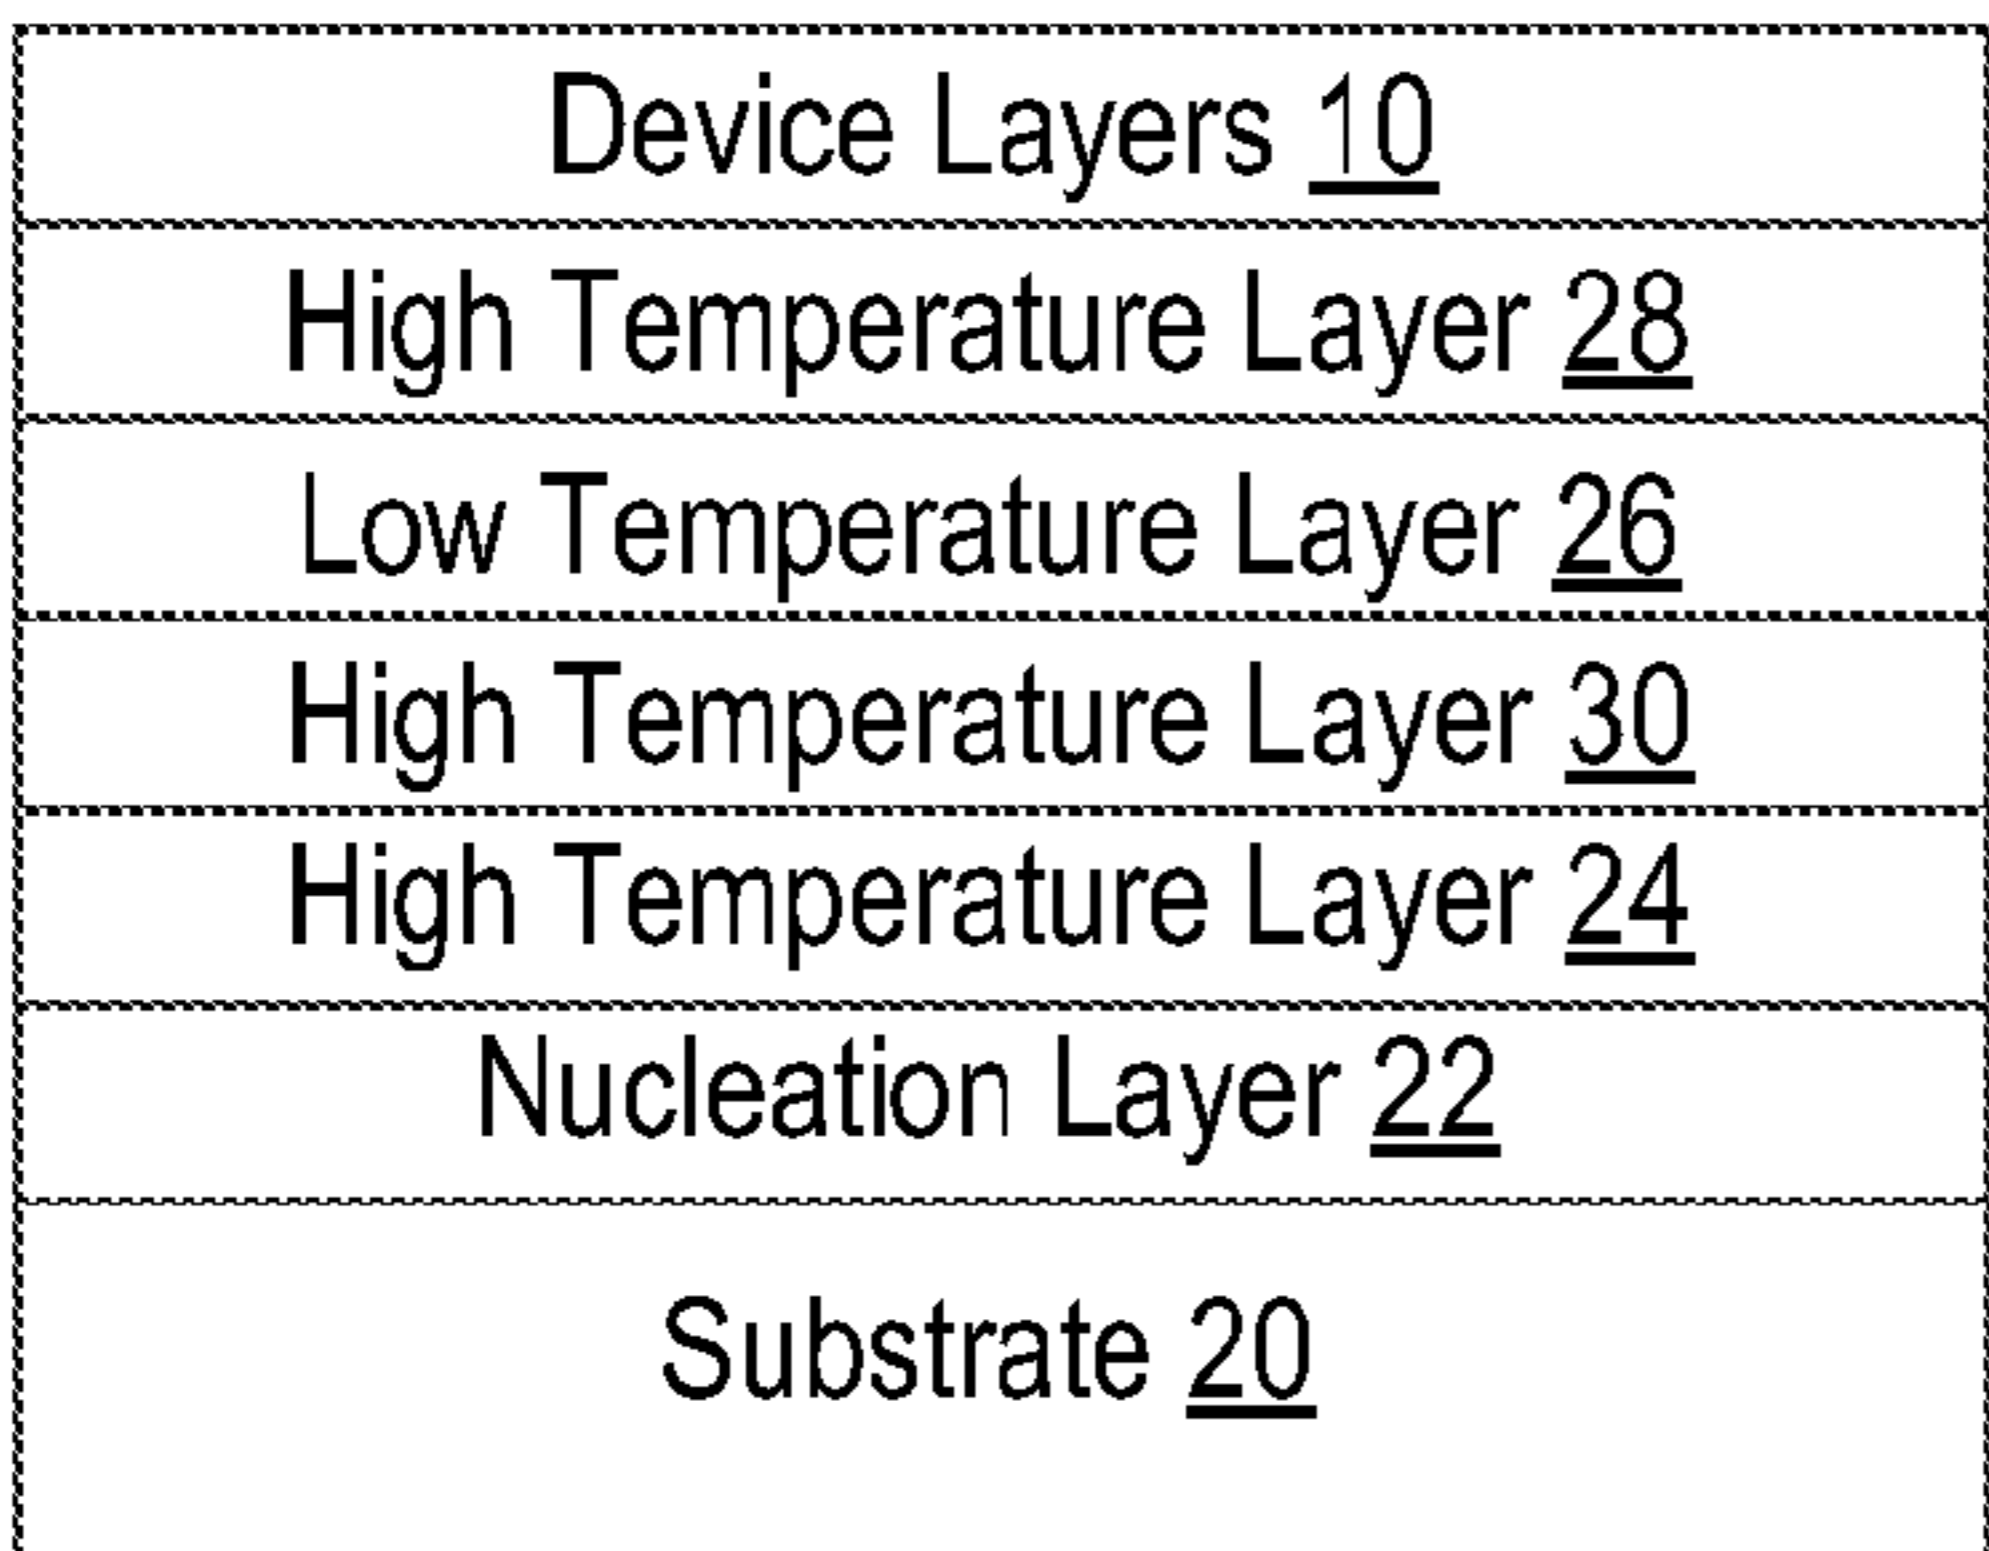 Device Layers 10
High Temperature Layer 28
Low Temperature Layer 26
High Temperature Layer 30
High Temperature Layer 24
Nucleation Layer 22
Substrate 20